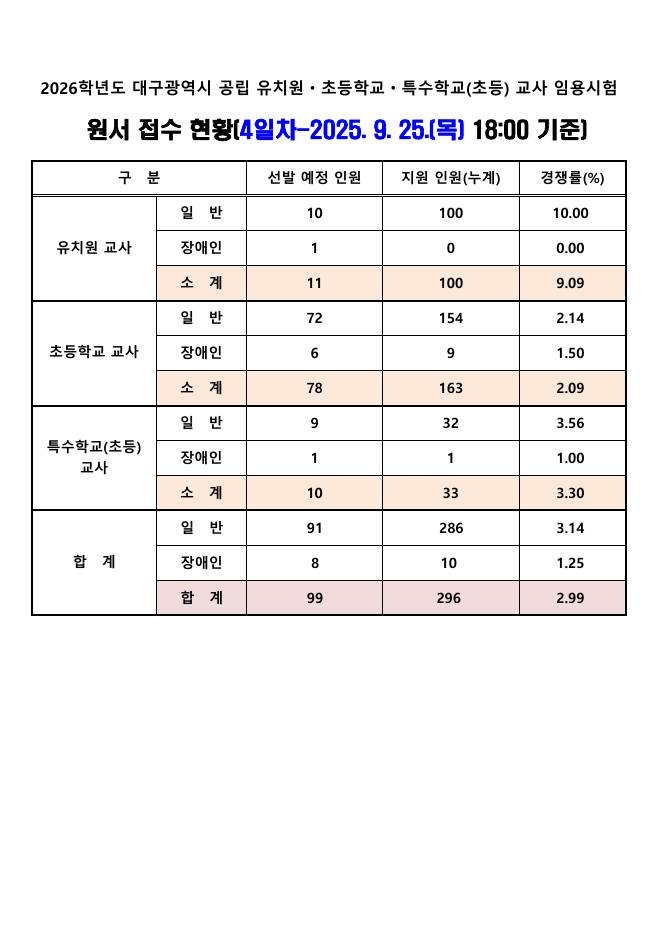 2026학년도 대구광역시 공립 유치원・초등학교・특수학교(초등) 교사 임용시험
원서 접수 현황(4일차-2025. 9. 25.(목) 18:00 기준)
구 분 선발 예정 인원 지원 인원(누계) 경쟁률(%)
유치원 교사 일 반 10 100 10.00
장애인 1 0 0.00
소 계 11 100 9.09
초등학교 교사 일 반 72 154 2.14
장애인 6 9 1.50
소 계 78 163 2.09
특수학교(초등)
교사
일 반 9 32 3.56
장애인 1 1 1.00
소 계 10 33 3.30
합 계 일 반 91 286 3.14
장애인 8 10 1.25
합 계 99 296 2.99